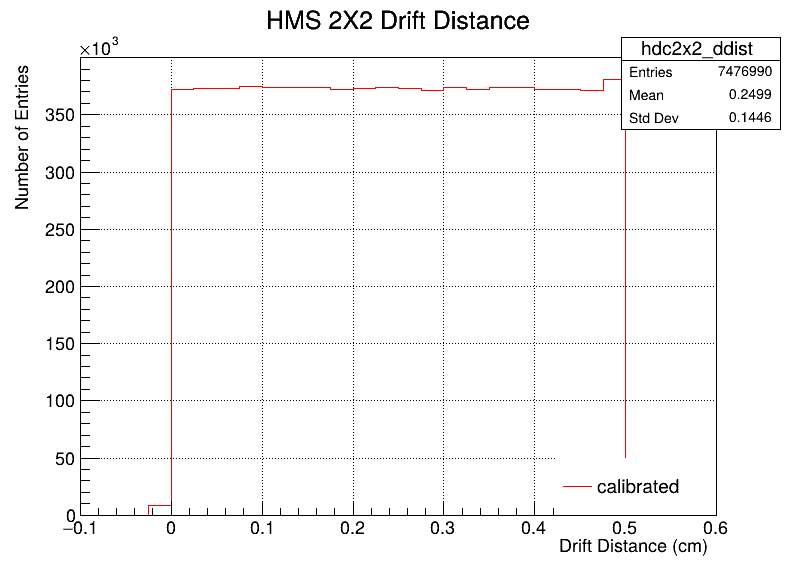 HMS 2X2 Drift Distance
×10³
hdc2x2_ddist
Entries 7476990
Mean 0.2499
Std Dev 0.1446
Number of Entries
350
300
250
200
150
100
50
0
calibrated
−0.1 0 0.1 0.2 0.3 0.4 0.5 0.6
Drift Distance (cm)